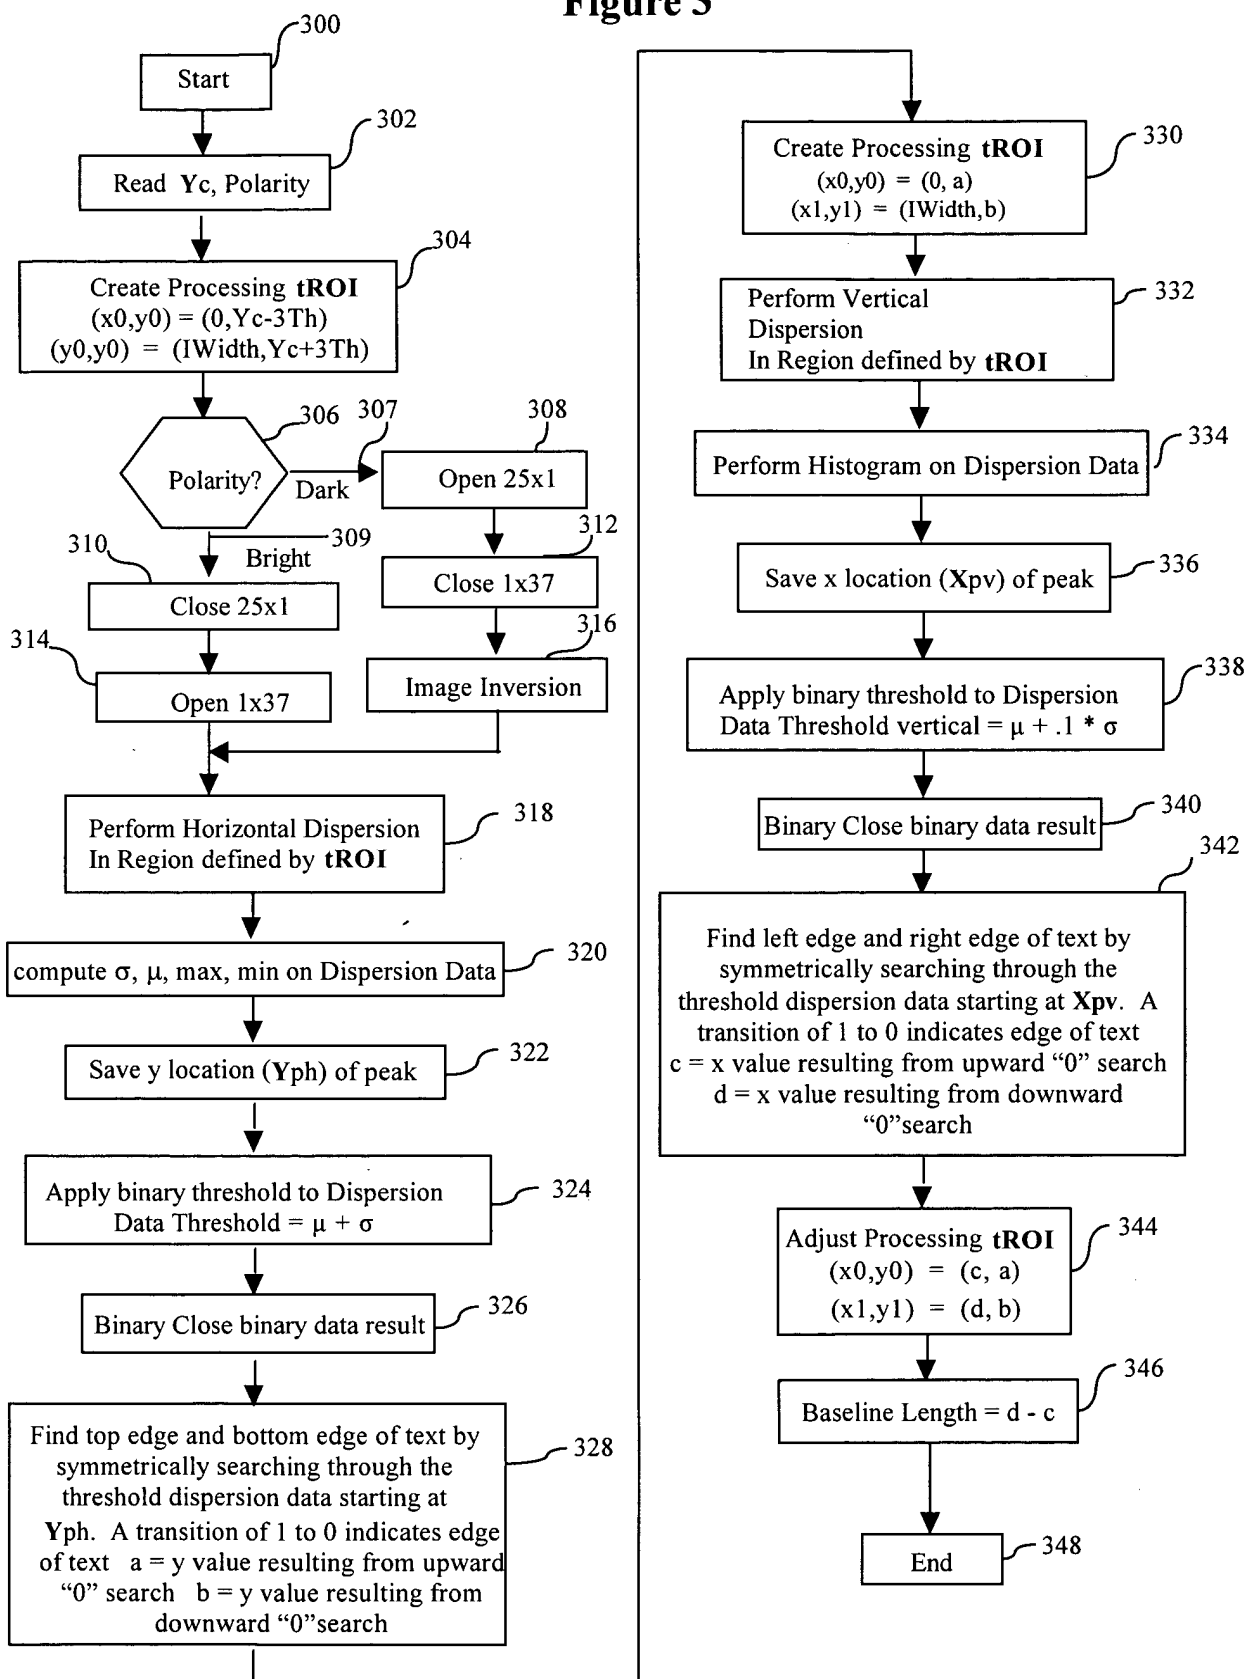 Figure 3
300
Start
302
Read Yc, Polarity
304
Create Processing tROI
(x0,y0) = (0,Yc-3Th)
(y0,y0) = (IWidth,Yc+3Th)
306
307
308
Polarity?
Dark
Open 25x1
309
310
Bright
312
Close 25x1
Close 1x37
314
316
Open 1x37
Image Inversion
318
Perform Horizontal Dispersion
In Region defined by tROI
320
compute σ, μ, max, min on Dispersion Data
322
Save y location (Yph) of peak
324
Apply binary threshold to Dispersion
Data Threshold = μ + σ
326
Binary Close binary data result
328
Find top edge and bottom edge of text by
symmetrically searching through the
threshold dispersion data starting at
Yph. A transition of 1 to 0 indicates edge
of text a = y value resulting from upward
“0” search b = y value resulting from
downward “0”search
330
Create Processing tROI
(x0,y0) = (0, a)
(x1,y1) = (IWidth,b)
332
Perform Vertical
Dispersion
In Region defined by tROI
334
Perform Histogram on Dispersion Data
336
Save x location (Xpv) of peak
338
Apply binary threshold to Dispersion
Data Threshold vertical = μ + .1 * σ
340
Binary Close binary data result
342
Find left edge and right edge of text by
symmetrically searching through the
threshold dispersion data starting at Xpv. A
transition of 1 to 0 indicates edge of text
c = x value resulting from upward “0” search
d = x value resulting from downward
“0”search
344
Adjust Processing tROI
(x0,y0) = (c, a)
(x1,y1) = (d, b)
346
Baseline Length = d - c
348
End